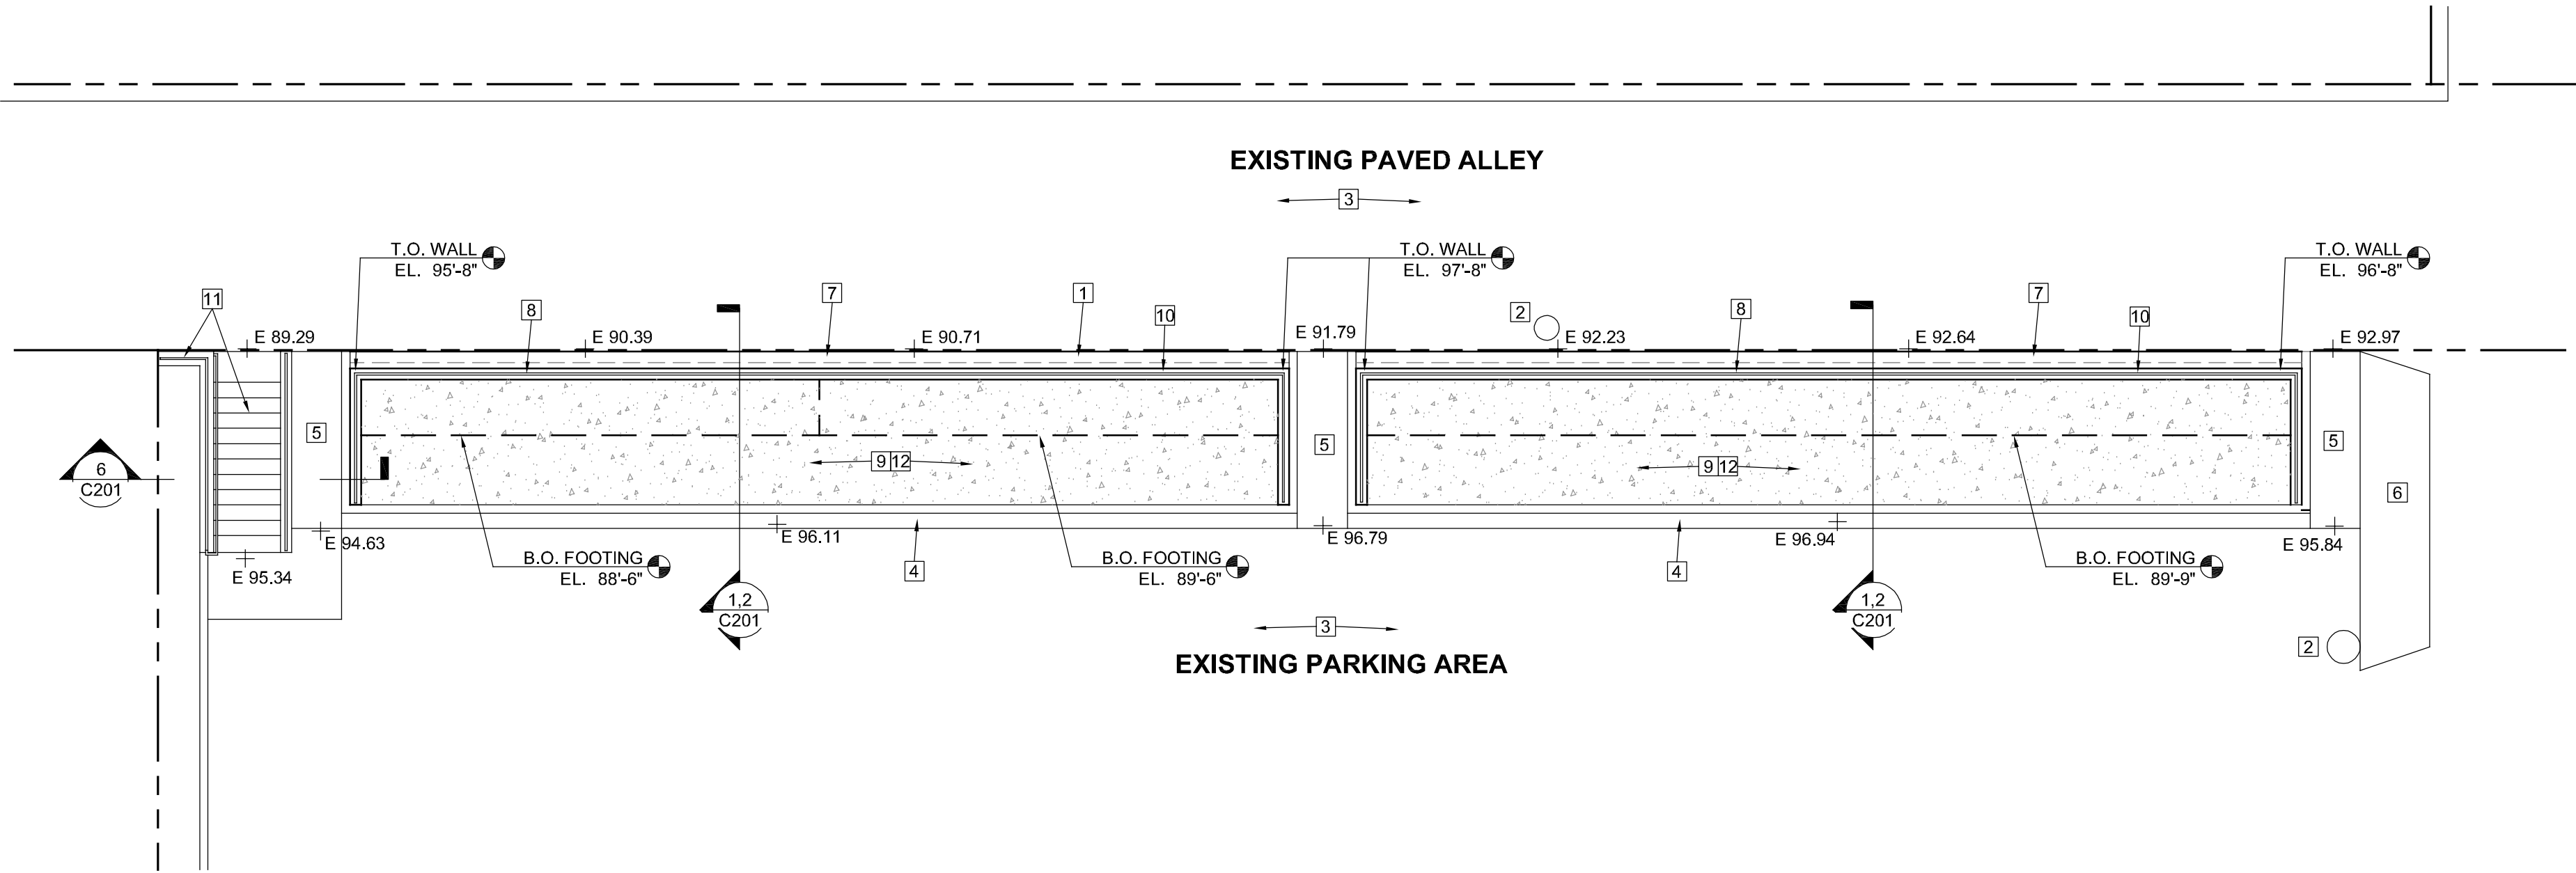 EXISTING PAVED ALLEY
3
T.O. WALL
EL. 95'-8"
T.O. WALL
EL. 97'-8"
T.O. WALL
EL. 96'-8"
11
8
7
1
10
2
8
7
10
E 89.29
E 90.39
E 90.71
E 91.79
E 92.23
E 92.64
E 92.97
5
5
5
6
C201
9 12
9 12
6
E 94.63
E 96.11
E 96.79
E 96.94
E 95.84
E 95.34
B.O. FOOTING
EL. 88'-6"
B.O. FOOTING
EL. 89'-6"
B.O. FOOTING
EL. 89'-9"
4
4
1,2
C201
1,2
C201
3
2
EXISTING PARKING AREA